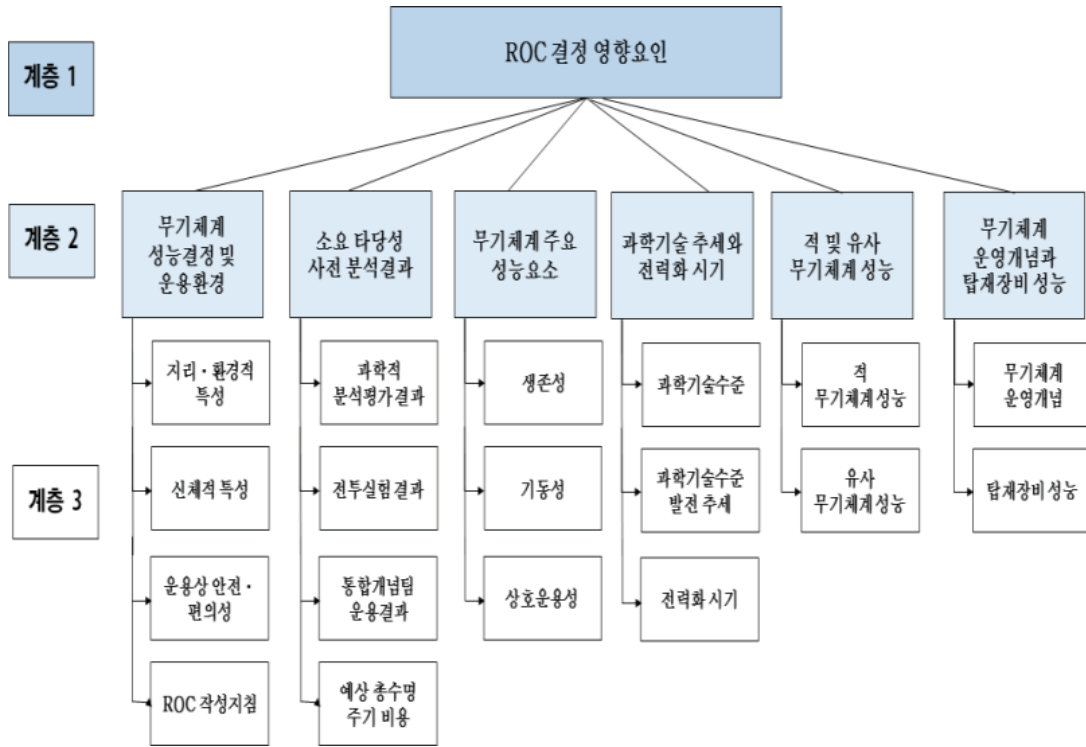 계층 1
ROC 결정 영향요인
계층 2
무기체계
성능결정 및
운용환경
소요 타당성
사전 분석결과
무기체계 주요
성능요소
과학기술 추세와
전력화 시기
적 및 유사
무기체계 성능
무기체계
운영개념과
탑재장비 성능
계층 3
지리・환경적
특성
신체적 특성
운용상 안전・
편의성
ROC 작성지침
과학적
분석평가 결과
전투실험 결과
통합개념팀
운용결과
예상 총수명
주기 비용
생존성
기동성
상호운용성
과학기술수준
과학기술수준
발전 추세
전력화 시기
적
무기체계 성능
유사
무기체계 성능
무기체계
운영개념
탑재장비 성능